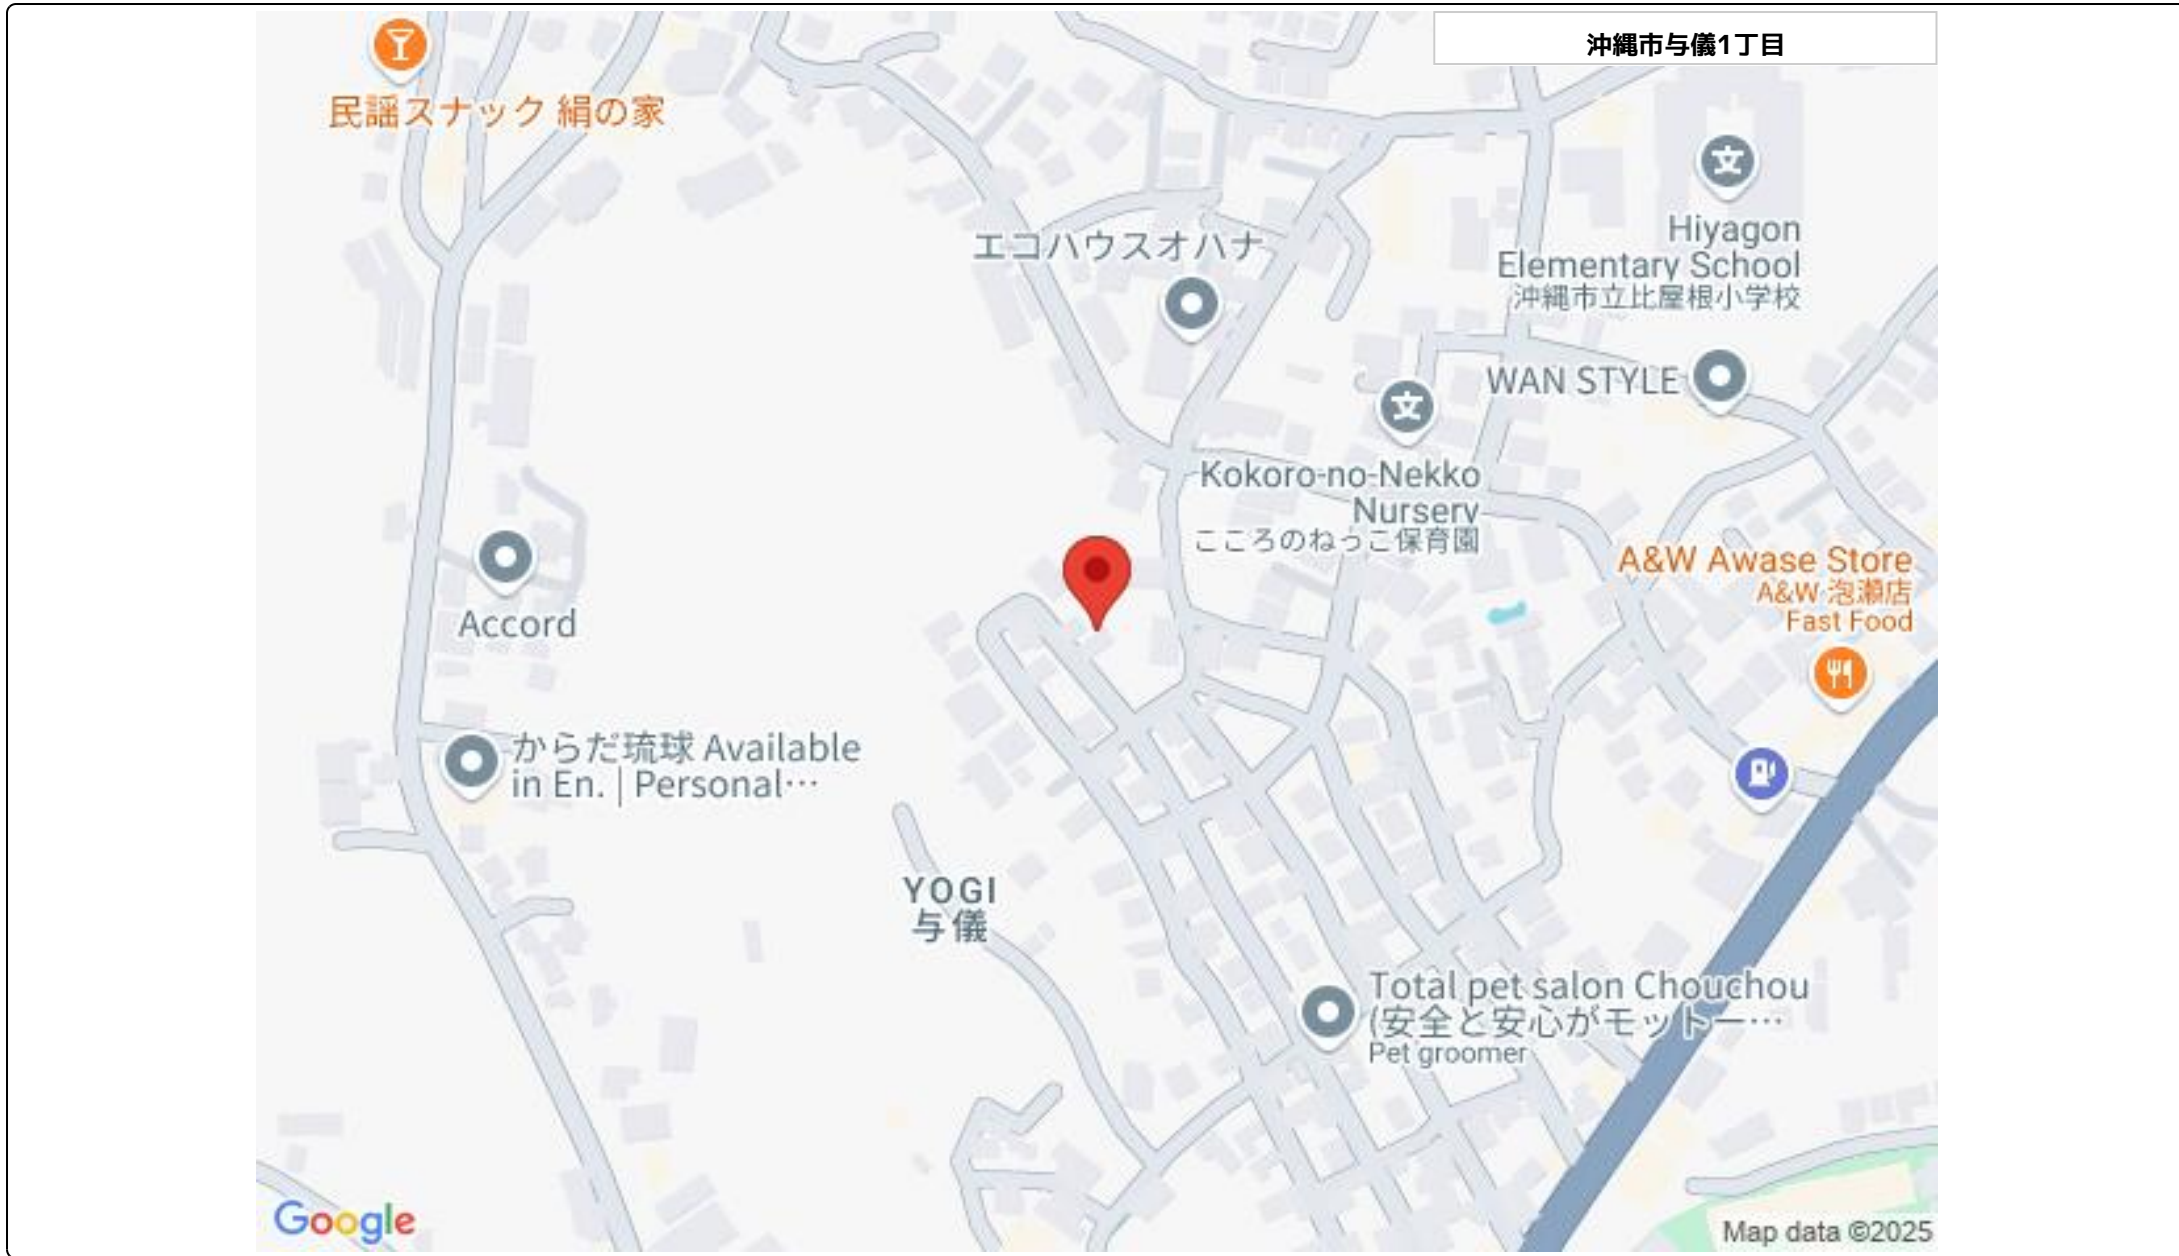 沖縄市与儀1丁目
民謡スナック 絹の家
エコハウスオハナ
Hiyagon
Elementary School
沖縄市立比屋根小学校
WAN STYLE
Kokoro-no-Nekko
Nursery
こころのねっこ保育園
A&W Awase Store
A&W 泡瀬店
Fast Food
Accord
からだ琉球 Available
in En. | Personal…
YOGI
与儀
Total pet salon Chouchou
(安全と安心がモットー…
Pet groomer
Google
Map data ©2025